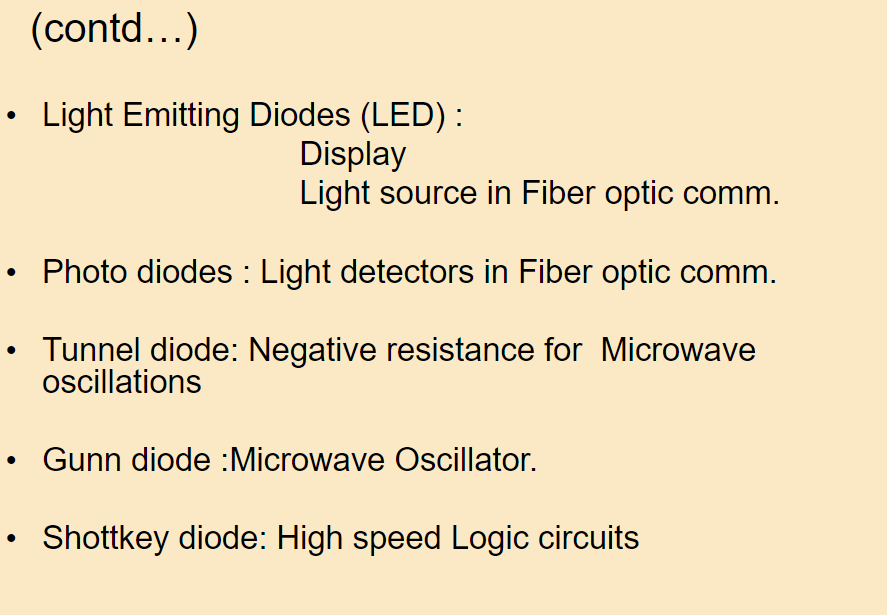 (contd…)
• Light Emitting Diodes (LED) :
Display
Light source in Fiber optic comm.
• Photo diodes : Light detectors in Fiber optic comm.
• Tunnel diode: Negative resistance for  Microwave
oscillations
• Gunn diode :Microwave Oscillator.
• Shottkey diode: High speed Logic circuits